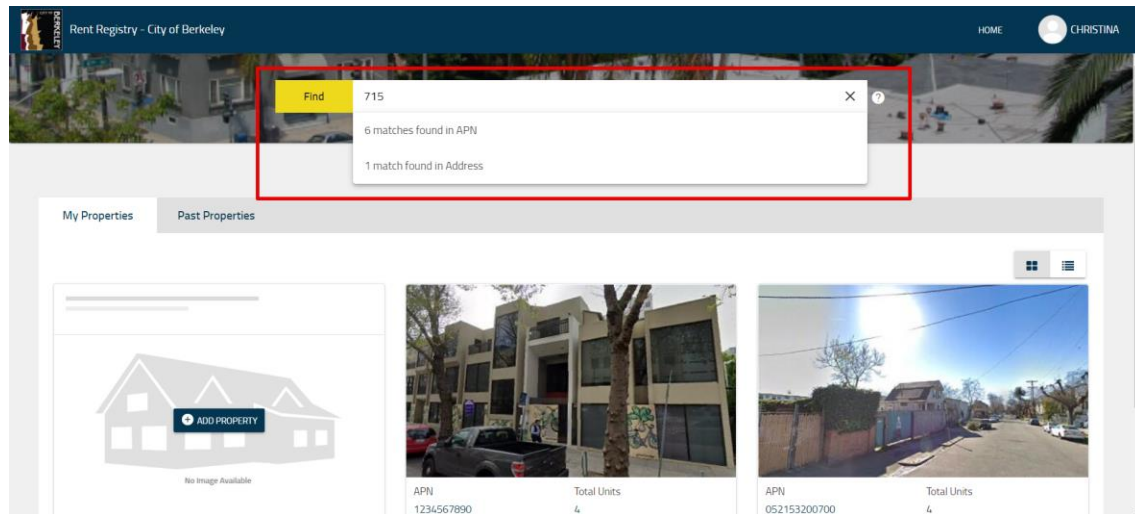 BERKELEY
Rent Registry - City of Berkeley
HOME
CHRISTINA
Find
715
6 matches found in APN
1 match found in Address
My Properties
Past Properties
ADD PROPERTY
No Image Available
APN Total Units
1234567890 4
APN Total Units
052153200700 4